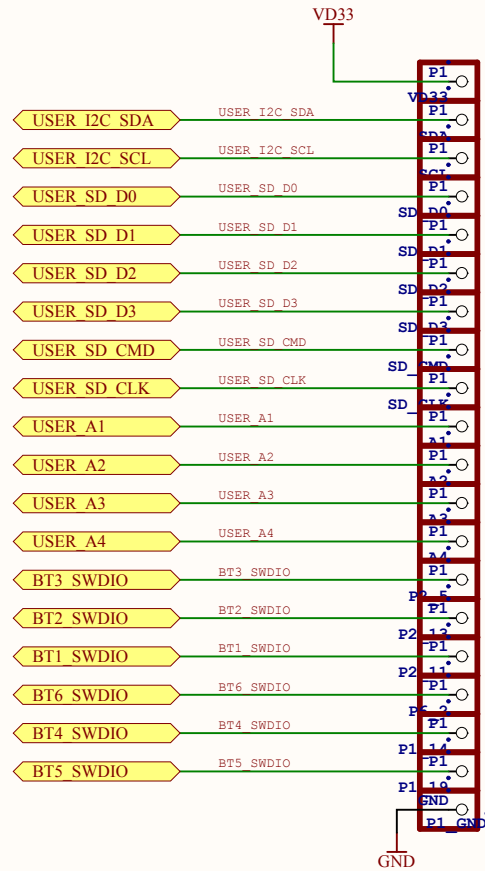 VD33
P1
VD33
USER_I2C_SDA USER_I2C_SDA P1
SDA
USER_I2C_SCL USER_I2C_SCL P1
SCL
USER_SD_D0 USER_SD_D0 P1
SD_D0
USER_SD_D1 USER_SD_D1 P1
SD_D1
USER_SD_D2 USER_SD_D2 P1
SD_D2
USER_SD_D3 USER_SD_D3 P1
SD_D3
USER_SD_CMD USER_SD_CMD P1
SD_CMD
USER_SD_CLK USER_SD_CLK P1
SD_CLK
USER_A1 USER_A1 P1
A1
USER_A2 USER_A2 P1
A2
USER_A3 USER_A3 P1
A3
USER_A4 USER_A4 P1
A4
BT3_SWDIO BT3_SWDIO P1
P2_5
BT2_SWDIO BT2_SWDIO P1
P2_13
BT1_SWDIO BT1_SWDIO P1
P2_11
BT6_SWDIO BT6_SWDIO P1
BT4_SWDIO BT4_SWDIO P1
P1_14
BT5_SWDIO BT5_SWDIO P1
P1_19
GND
P1_GND
GND